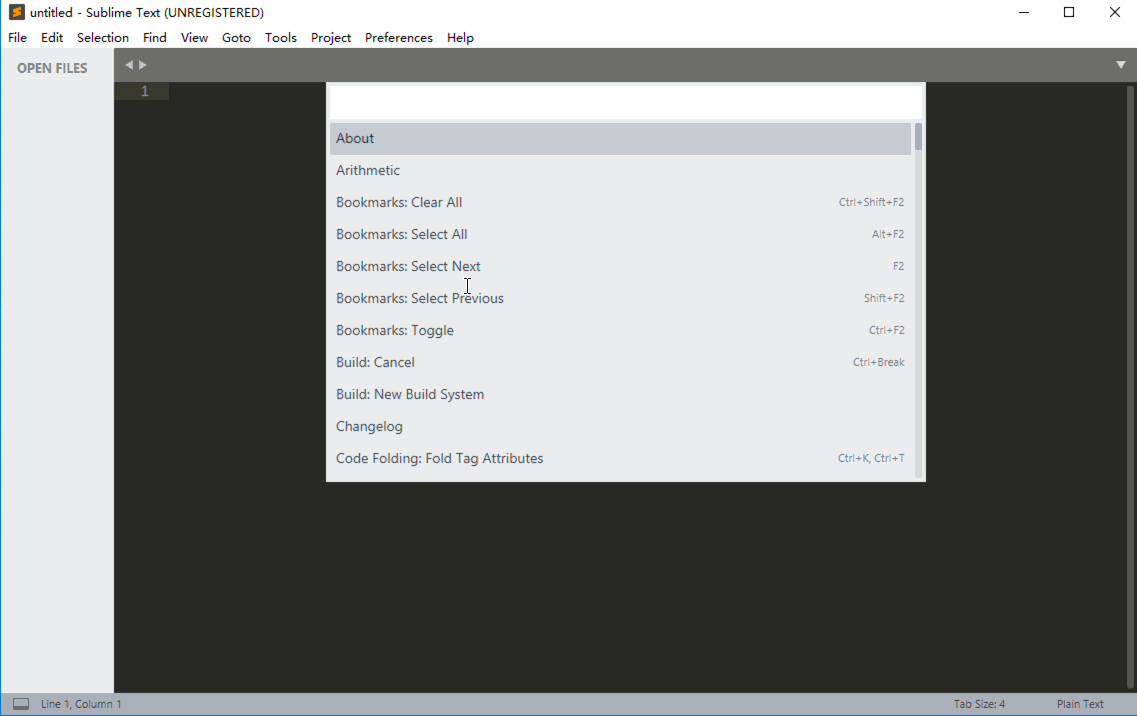 untitled - Sublime Text (UNREGISTERED)
File Edit Selection Find View Goto Tools Project Preferences Help
OPEN FILES
1
About
Arithmetic
Bookmarks: Clear All Ctrl+Shift+F2
Bookmarks: Select All Alt+F2
Bookmarks: Select Next F2
Bookmarks: Select Previous Shift+F2
Bookmarks: Toggle Ctrl+F2
Build: Cancel Ctrl+Break
Build: New Build System
Changelog
Code Folding: Fold Tag Attributes Ctrl+K, Ctrl+T
Line 1, Column 1 Tab Size: 4 Plain Text